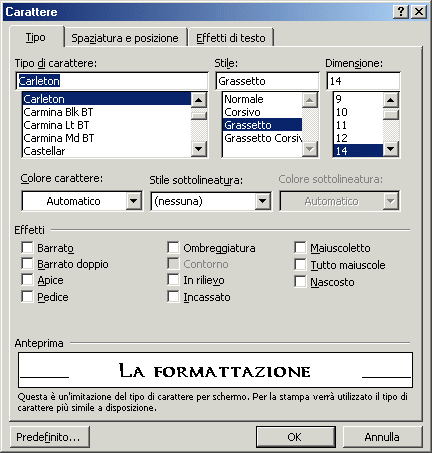 Carattere
Tipo Spaziatura e posizione Effetti di testo
Tipo di carattere: Stile: Dimensione:
Carleton Grassetto 14
Carleton Normale 9
Carmina Blk BT Corsivo 10
Carmina Lt BT Grassetto 11
Carmina Md BT Grassetto Corsiv 12
Castellar 14
Colore carattere: Stile sottolineatura: Colore sottolineatura:
Automatico (nessuna) Automatico
Effetti
Barrato Ombreggiatura Maiuscoletto
Barrato doppio Contorno Tutto maiuscole
Apice In rilievo Nascosto
Pedice Incassato
Anteprima
La formattazione
Questa è un'imitazione del tipo di carattere per schermo. Per la stampa verrà utilizzato il tipo di
carattere più simile a disposizione.
Predefinito... OK Annulla